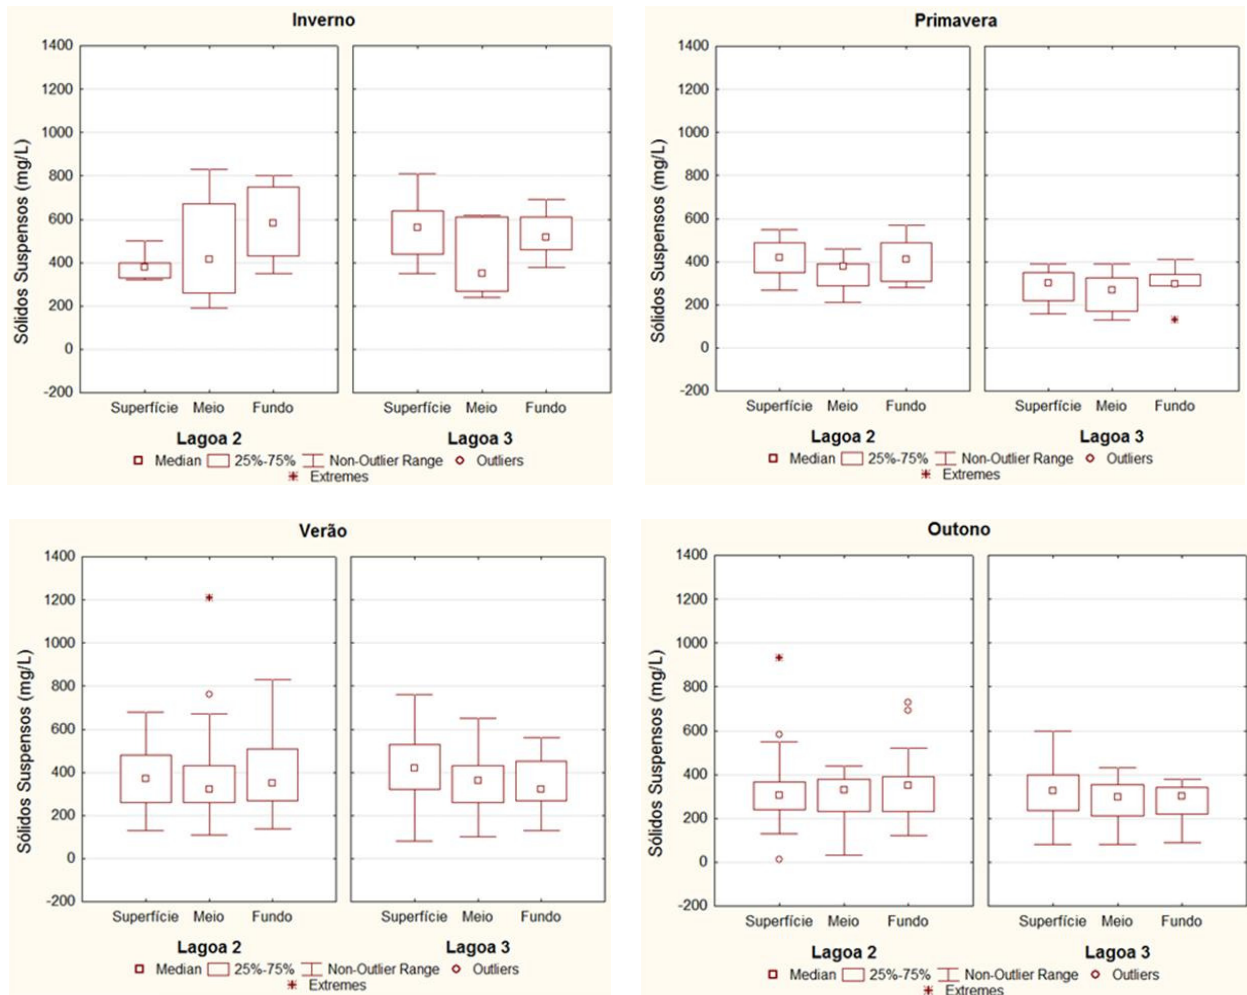 Inverno
Sólidos Suspensos (mg/L)
1400
1200
1000
800
600
400
200
0
-200
Superfície Meio Fundo Superfície Meio Fundo
Lagoa 2 Lagoa 3
Median 25%-75% Non-Outlier Range Outliers
Extremes
Primavera
Sólidos Suspensos (mg/L)
1400
1200
1000
800
600
400
200
0
-200
Superfície Meio Fundo Superfície Meio Fundo
Lagoa 2 Lagoa 3
Median 25%-75% Non-Outlier Range Outliers
Extremes
Verão
Sólidos Suspensos (mg/L)
1400
1200
1000
800
600
400
200
0
-200
Superfície Meio Fundo Superfície Meio Fundo
Lagoa 2 Lagoa 3
Median 25%-75% Non-Outlier Range Outliers
Extremes
Outono
Sólidos Suspensos (mg/L)
1400
1200
1000
800
600
400
200
0
-200
Superfície Meio Fundo Superfície Meio Fundo
Lagoa 2 Lagoa 3
Median 25%-75% Non-Outlier Range Outliers
Extremes